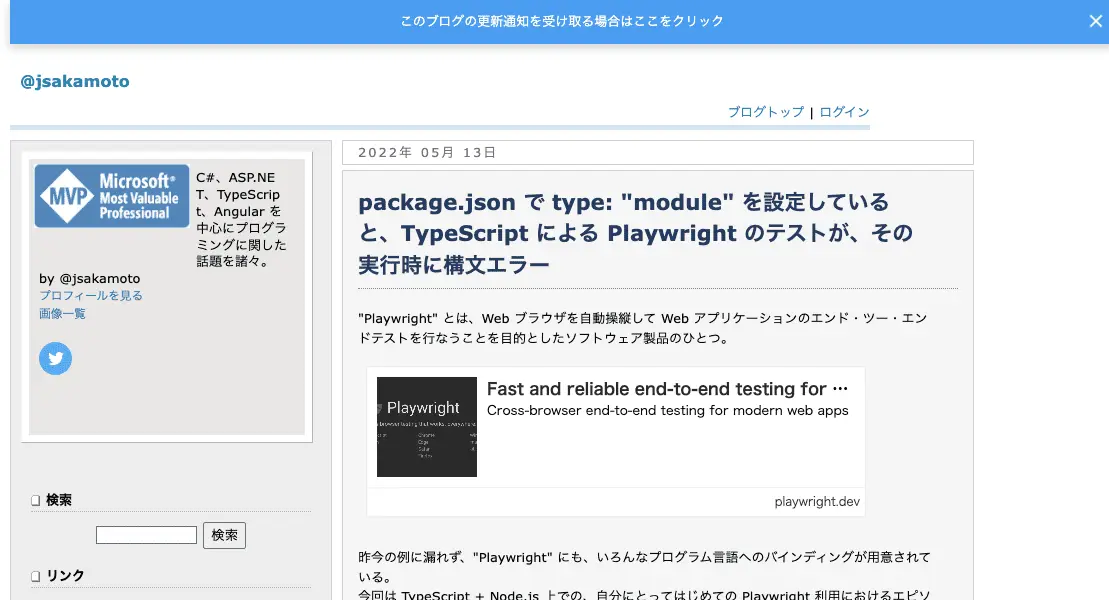 このブログの更新通知を受け取る場合はここをクリック
@jsakamoto
ブログトップ | ログイン
Microsoft®
MVP
Most Valuable
Professional
C#、ASP.NE
T、TypeScrip
t、Angular を
中心にプログラ
ミングに関した
話題を諸々。
by @jsakamoto
プロフィールを見る
画像一覧
検索
検索
リンク
2022年 05月 13日
package.json で type: "module" を設定している
と、TypeScript による Playwright のテストが、その
実行時に構文エラー
"Playwright" とは、Web ブラウザを自動操縦して Web アプリケーションのエンド・ツー・エン
ドテストを行なうことを目的としたソフトウェア製品のひとつ。
Playwright
browser testing that works, everywhere.
Chrome
Edge
Safari
Firefox
Fast and reliable end-to-end testing for …
Cross-browser end-to-end testing for modern web apps
playwright.dev
昨今の例に漏れず、"Playwright" にも、いろんなプログラム言語へのバインディングが用意されて
いる。
今回は TypeScript + Node.js 上での、自分にとってはじめての Playwright 利用におけるエピソ